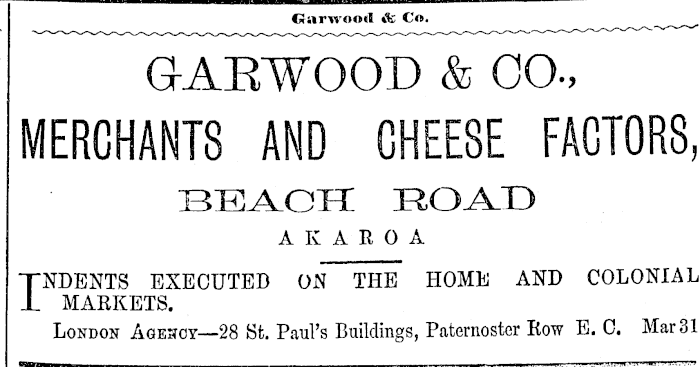 Garwood & Co.
GARWOOD & CO.,
MERCHANTS AND CHEESE FACTORS,
BEACH ROAD
AKAROA
INDENTS EXECUTED ON THE HOME AND COLONIAL
MARKETS.
LONDON AGENCY—28 St. Paul's Buildings, Paternoster Row E. C. Mar 31